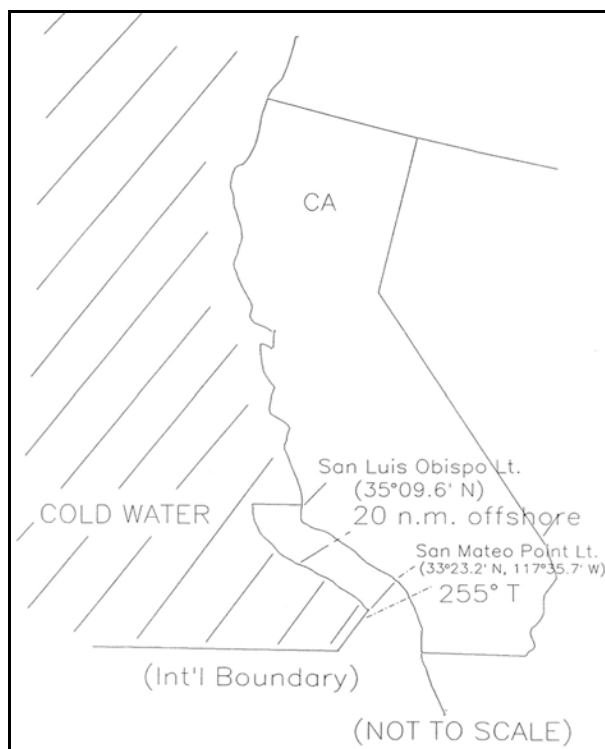 CA
San Luis Obispo Lt.
(35°09.6' N)
COLD WATER
20 n.m. offshore
San Mateo Point Lt.
(33°23.2' N, 117°35.7' W)
255° T
(Int'l Boundary)
(NOT TO SCALE)